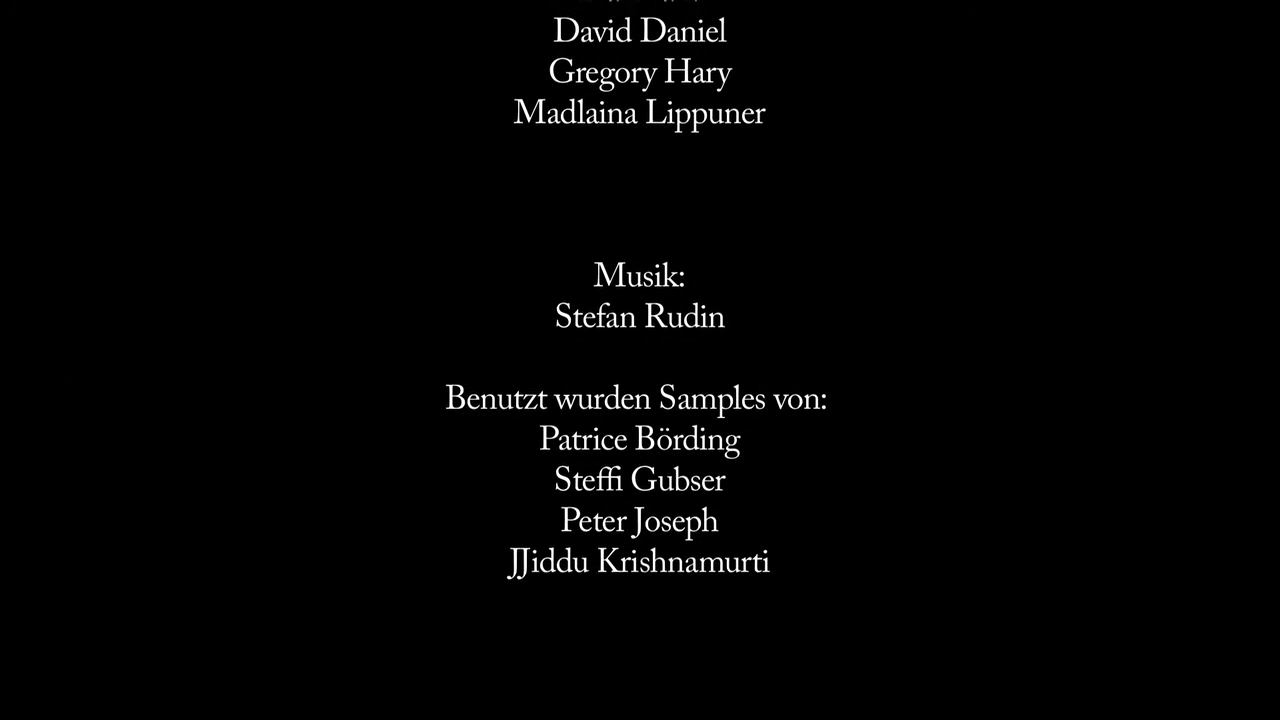 David Daniel
Gregory Hary
Madlaina Lippuner
Musik:
Stefan Rudin
Benutzt wurden Samples von:
Patrice Börding
Steffi Gubser
Peter Joseph
JJiddu Krishnamurti